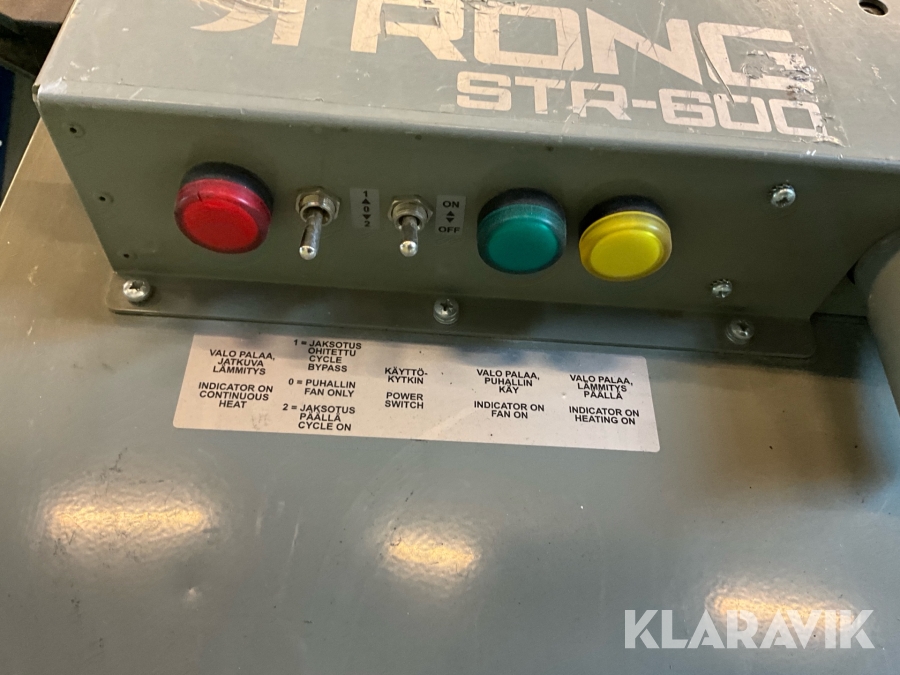 STRONG
STR-600
1
0
2
ON
OFF
VALO PALAA,
JATKUVA
LÄMMITYS
INDICATOR ON
CONTINUOUS
HEAT
1 = JAKSOTUS
OHITETTU
CYCLE
BYPASS
0 = PUHALLIN
FAN ONLY
2 = JAKSOTUS
PÄÄLLÄ
CYCLE ON
KÄYTTÖ-
KYTKIN
POWER
SWITCH
VALO PALAA,
PUHALLIN
KÄY
INDICATOR ON
FAN ON
VALO PALAA,
LÄMMITYS
PÄÄLLÄ
INDICATOR ON
HEATING ON
KLARAVIK